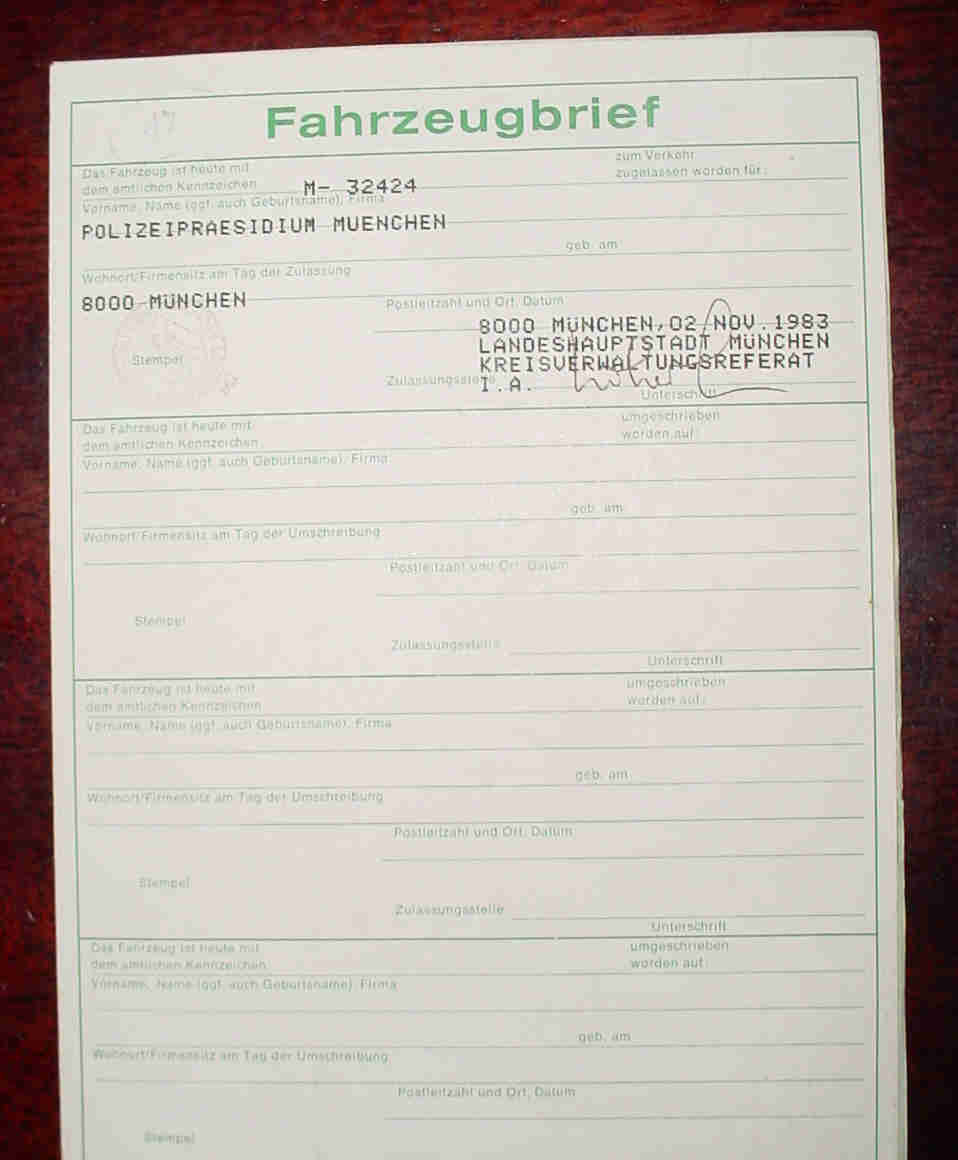 Fahrzeugbrief
Das Fahrzeug ist heute mit
dem amtlichen Kennzeichen M- 32424
zum Verkehr
zugelassen worden für:
Vorname, Name (ggf. auch Geburtsname), Firma
POLIZEIPRAESIDIUM MUENCHEN
geb. am
Wohnort/Firmensitz am Tag der Zulassung
8000 MÜNCHEN
Postleitzahl und Ort, Datum
8000 MÜNCHEN, 02 NOV. 1983
LANDESHAUPTSTADT MÜNCHEN
Stempel
KREISVERWALTUNGSREFERAT
Zulassungsstelle I.A.
Unterschrift
Das Fahrzeug ist heute mit
dem amtlichen Kennzeichen
umgeschrieben
worden auf:
Vorname, Name (ggf. auch Geburtsname), Firma
geb. am
Wohnort/Firmensitz am Tag der Umschreibung
Postleitzahl und Ort, Datum
Stempel
Zulassungsstelle
Unterschrift
Das Fahrzeug ist heute mit
dem amtlichen Kennzeichen
umgeschrieben
worden auf:
Vorname, Name (ggf. auch Geburtsname), Firma
geb. am
Wohnort/Firmensitz am Tag der Umschreibung
Postleitzahl und Ort, Datum
Stempel
Zulassungsstelle
Unterschrift
Das Fahrzeug ist heute mit
dem amtlichen Kennzeichen
umgeschrieben
worden auf:
Vorname, Name (ggf. auch Geburtsname), Firma
geb. am
Wohnort/Firmensitz am Tag der Umschreibung
Postleitzahl und Ort, Datum
Stempel